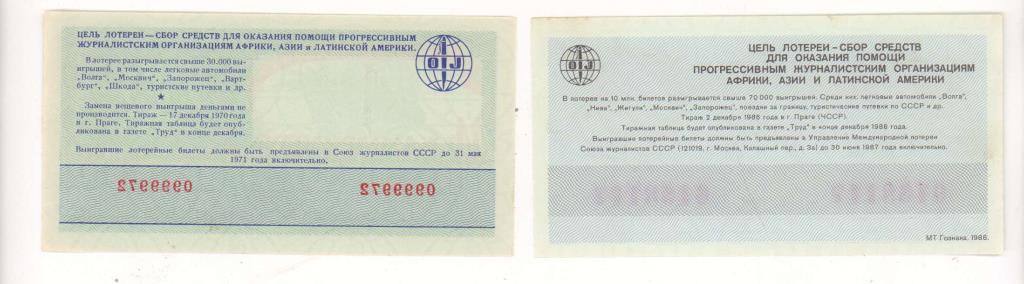 ЦЕЛЬ ЛОТЕРЕИ — СБОР СРЕДСТВ ДЛЯ ОКАЗАНИЯ ПОМОЩИ ПРОГРЕССИВНЫМ
ЖУРНАЛИСТСКИМ ОРГАНИЗАЦИЯМ АФРИКИ, АЗИИ и ЛАТИНСКОЙ АМЕРИКИ.
OIJ
В лотерее разыгрывается свыше 30.000 вы-
игрышей, в том числе легковые автомобили
„Волга", „Москвич", „Запорожец", „Варт-
бург", „Шкода", туристские путевки и др.
★
Замена вещевого выигрыша деньгами не
производится. Тираж — 17 декабря 1970 года
в г. Праге. Тиражная таблица будет опуб-
ликована в газете „Труд" в конце декабря.
Выигравшие лотерейные билеты должны быть предъявлены в Союз журналистов СССР до 31 мая
1971 года включительно.
0999972 0999972
OIJ
ЦЕЛЬ ЛОТЕРЕИ – СБОР СРЕДСТВ
ДЛЯ ОКАЗАНИЯ ПОМОЩИ
ПРОГРЕССИВНЫМ ЖУРНАЛИСТСКИМ ОРГАНИЗАЦИЯМ
АФРИКИ, АЗИИ И ЛАТИНСКОЙ АМЕРИКИ
В лотерее на 10 млн. билетов разыгрывается свыше 70 000 выигрышей. Среди них легковые автомобили „Волга",
„Нива", „Жигули", „Москвич", „Запорожец", поездки за границу, туристические путевки по СССР и др.
Тираж 2 декабря 1986 года в г. Праге (ЧССР).
Тиражная таблица будет опубликована в газете „Труд" в конце декабря 1986 года.
Выигравшие лотерейные билеты должны быть предъявлены в Управление Международной лотереи
Союза журналистов СССР (121019, г. Москва, Калашный пер., д. 3а) до 30 июня 1987 года включительно.
МТ Гознака. 1986.